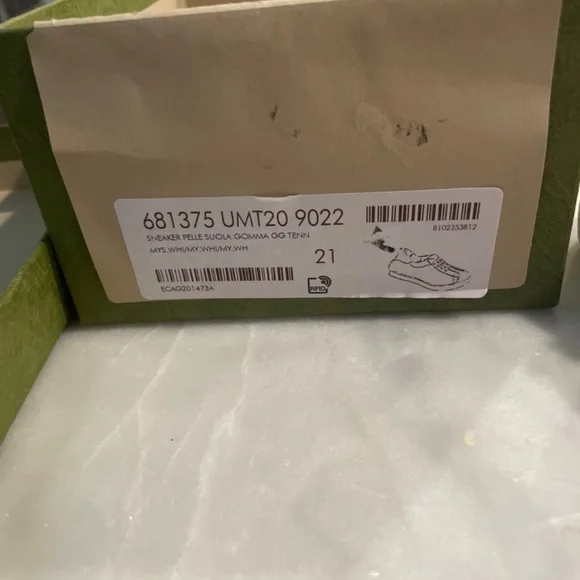 681375 UMT20 9022
SNEAKER PELLE SUOLA GOMMA GG TENN
8102353812
MYS.WHI/MY.WHI/MY.WH
21
ECAG201473A
RFID